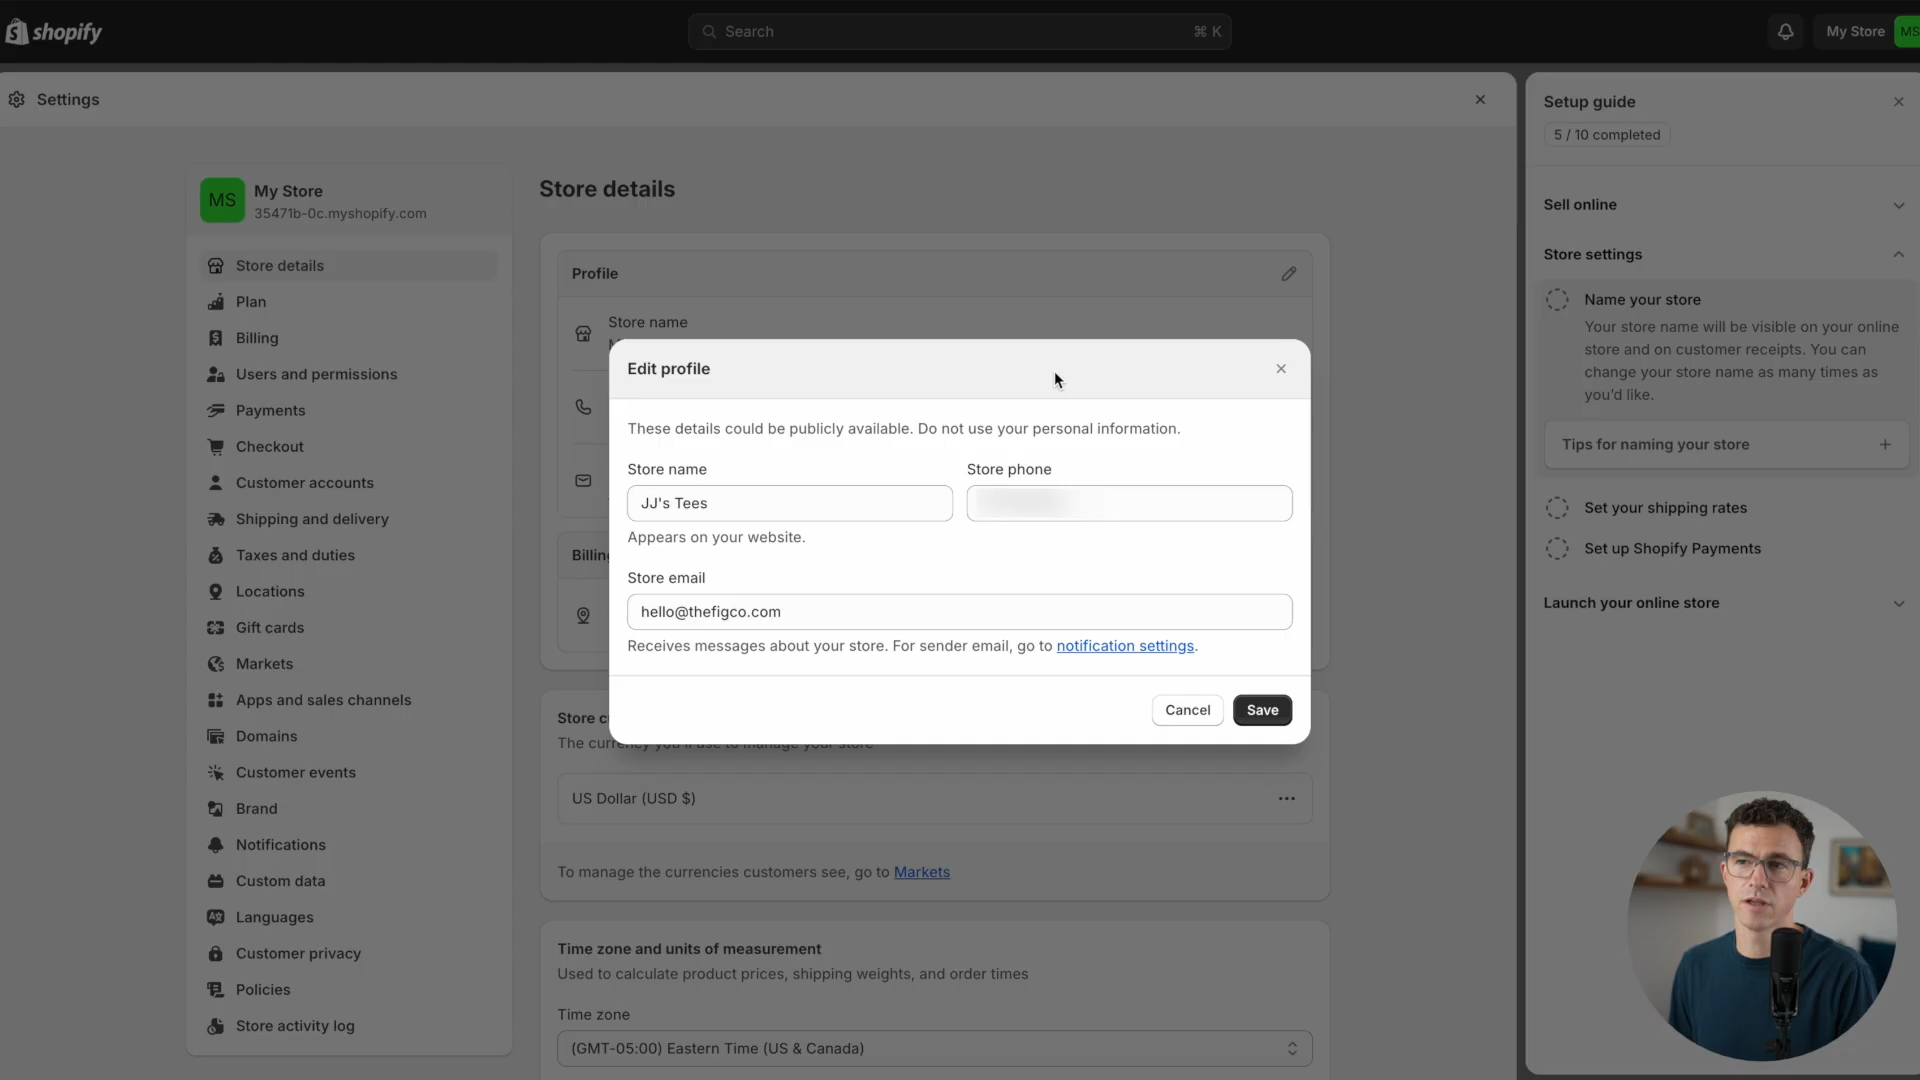 shopify
Search
⌘ K
My Store
MS
Settings
MS
My Store
35471b-0c.myshopify.com
Store details
Plan
Billing
Users and permissions
Payments
Checkout
Customer accounts
Shipping and delivery
Taxes and duties
Locations
Gift cards
Markets
Apps and sales channels
Domains
Customer events
Brand
Notifications
Custom data
Languages
Customer privacy
Policies
Store activity log
Store details
Profile
Store name
Edit profile
These details could be publicly available. Do not use your personal information.
Store name
Store phone
JJ's Tees
Appears on your website.
Store email
hello@thefigco.com
Receives messages about your store. For sender email, go to notification settings.
Cancel
Save
Store
The currency you'll use to manage your store
US Dollar (USD $)
To manage the currencies customers see, go to Markets
Time zone and units of measurement
Used to calculate product prices, shipping weights, and order times
Time zone
(GMT-05:00) Eastern Time (US & Canada)
Setup guide
5 / 10 completed
Sell online
Store settings
Name your store
Your store name will be visible on your online
store and on customer receipts. You can
change your store name as many times as
you'd like.
Tips for naming your store
Set your shipping rates
Set up Shopify Payments
Launch your online store